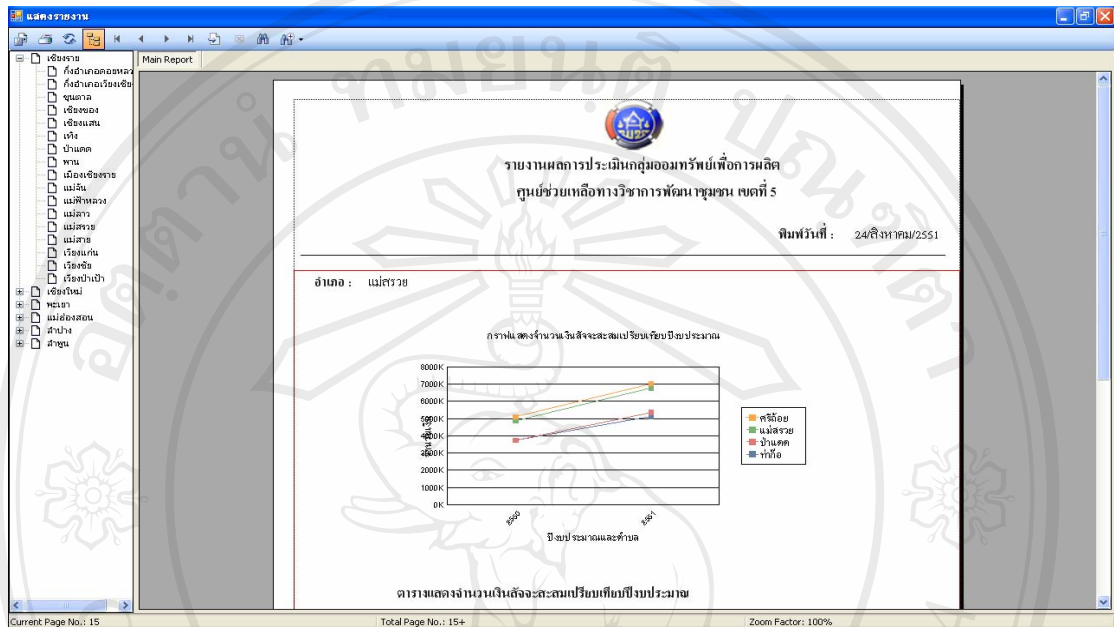 แสดงรายงาน
Main Report
เชียงราย
กิ่งอำเภอดอยหลว
กิ่งอำเภอเวียงเชีย
ขุนตาล
เชียงของ
เชียงแสน
เทิง
ป่าแดด
พาน
เมืองเชียงราย
แม่จัน
แม่ฟ้าหลวง
แม่ลาว
แม่สรวย
แม่สาย
เวียงแก่น
เวียงชัย
เวียงป่าเป้า
เชียงใหม่
พะเยา
แม่ฮ่องสอน
ลำปาง
ลำพูน
รายงานผลการประเมินกลุ่มออมทรัพย์เพื่อการผลิต
ศูนย์ช่วยเหลือทางวิชาการพัฒนาชุมชน เขตที่ 5
พิมพ์วันที่ : 24/สิงหาคม/2551
อำเภอ : แม่สรวย
กราฟแสดงจำนวนเงินสัจจะสะสมเปรียบเทียบปีงบประมาณ
8000K
7000K
6000K
5000K
4000K
3000K
2000K
1000K
0K
2550
2551
ปีงบประมาณและตำบล
ศรีถ้อย
แม่สรวย
ป่าแดด
ท่าก๊อ
ตารางแสดงจำนวนเงินสัจจะสะสมเปรียบเทียบปีงบประมาณ
Current Page No.: 15
Total Page No.: 15+
Zoom Factor: 100%